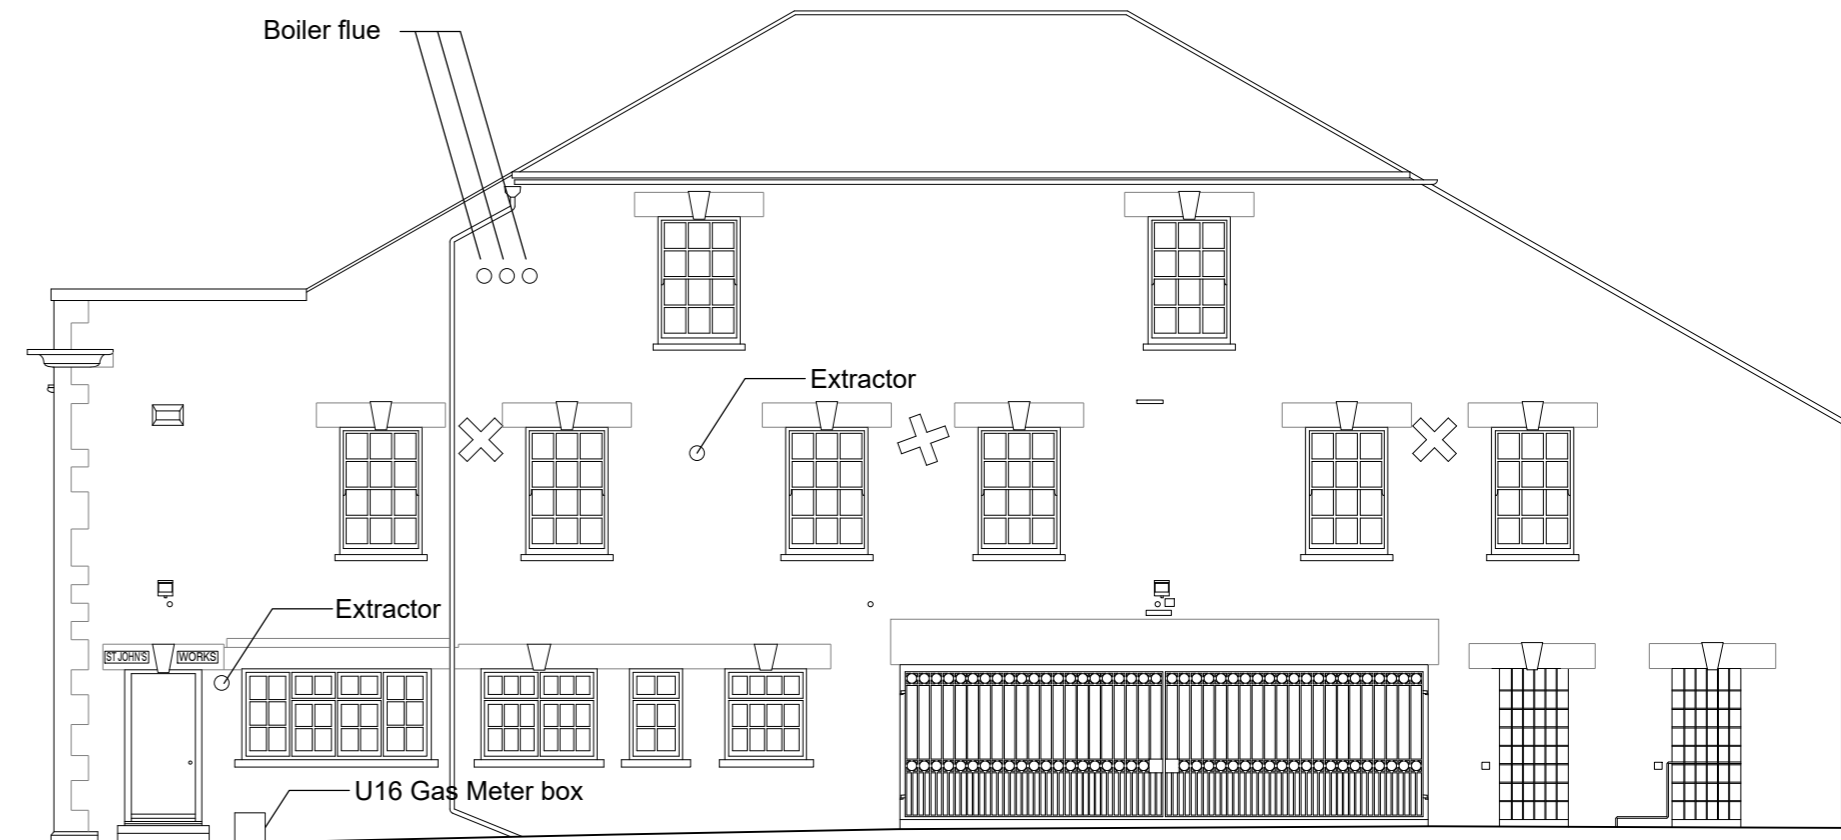 Boiler flue
Extractor
Extractor
ST JOHN'S
WORKS
U16 Gas Meter box